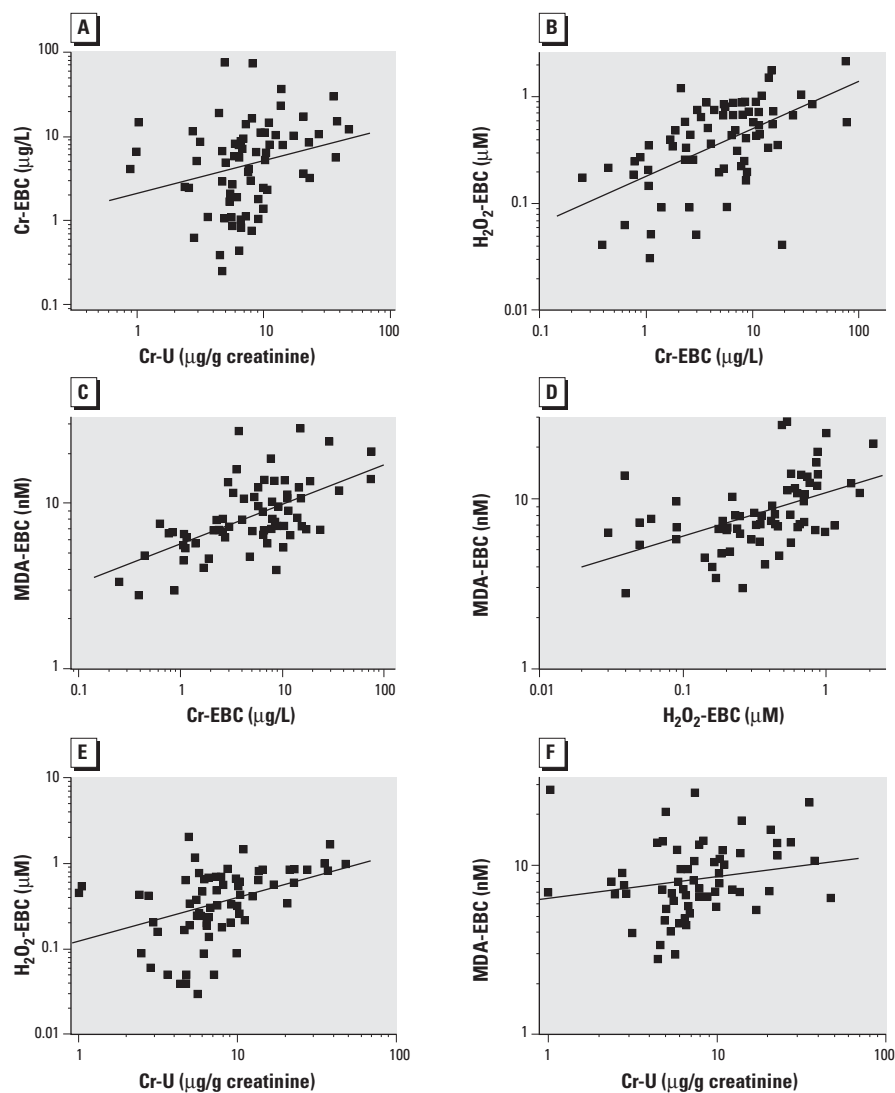 A
Cr-EBC (µg/L)
100
10
1
0.1
1
10
100
Cr-U (µg/g creatinine)
B
H₂O₂-EBC (µM)
1
0.1
0.01
0.1
1
10
100
Cr-EBC (µg/L)
C
MDA-EBC (nM)
10
1
0.1
1
10
100
Cr-EBC (µg/L)
D
MDA-EBC (nM)
10
1
0.01
0.1
1
H₂O₂-EBC (µM)
E
H₂O₂-EBC (µM)
10
1
0.1
0.01
1
10
100
Cr-U (µg/g creatinine)
F
MDA-EBC (nM)
10
1
1
10
100
Cr-U (µg/g creatinine)